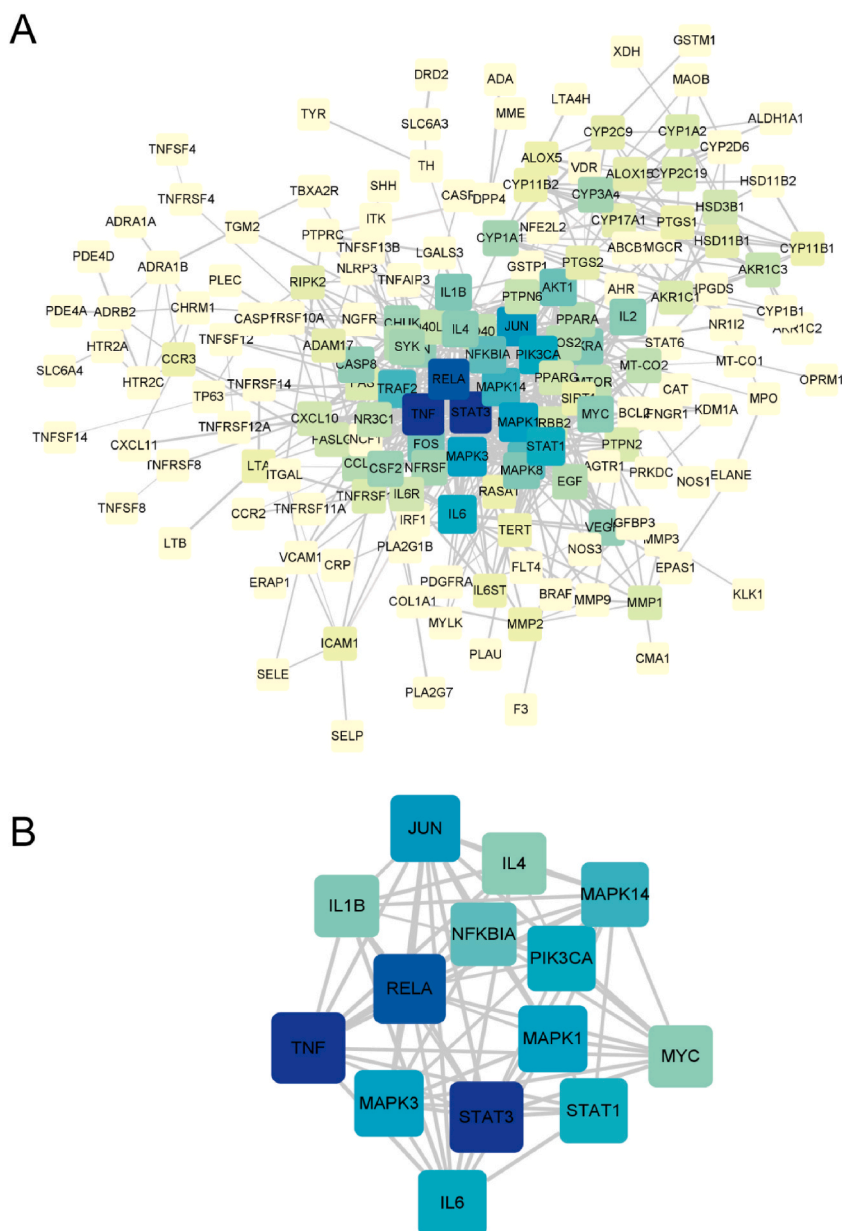 A
GSTM1
XDH
DRD2
ADA
MAOB
LTA4H
TYR
MME
SLC6A3
CYP2C9
CYP1A2
ALDH1A1
TNFSF4
ALOX5
VDR
CYP2D6
TH
ALOX15
CYP2C19
TBXA2R
SHH
CYP11B2
HSD11B2
TNFRSF4
DPP4
CYP3A4
ADRA1A
ITK
HSD3B1
TGM2
CYP17A1
PTGS1
PTPRC
NFE2L2
PDE4D
TNFSF13B
CYP1A1
HSD11B1
CYP11B1
ADRA1B
LGALS3
ABCB1
NLRP3
GSTP1
PTGS2
AKR1C3
PLEC
RIPK2
TNFAIP3
AKT1
AHR
PDE4A
CHRM1
IL1B
PTPN6
AKR1C1
CYP1B1
ADRB2
NGFR
IL2
NR1I2
AKR1C2
TNFSF12
CHUK
IL4
JUN
PPARA
STAT6
HTR2A
ADAM17
SYK
NFKBIA
PIK3CA
MT-CO1
SLC6A4
CCR3
CASP8
RELA
MT-CO2
OPRM1
HTR2C
TNFRSF14
TRAF2
MAPK14
PPARG
CAT
TP63
MPO
CXCL10
NR3C1
TNF
STAT3
MAPK1
MYC
KDM1A
TNFSF14
CXCL11
TNFRSF12A
NCF1
FOS
STAT1
PTPN2
TNFRSF8
MAPK3
MAPK8
AGTR1
PRKDC
LTA
ITGAL
CSF2
ELANE
TNFSF8
IL6R
RASA1
EGF
NOS1
CCR2
TNFRSF11A
IRF1
IL6
TERT
IGFBP3
LTB
VCAM1
PLA2G1B
NOS3
MMP3
ERAP1
CRP
FLT4
EPAS1
PDGFRA
COL1A1
IL6ST
BRAF
MMP9
MMP1
KLK1
MYLK
MMP2
ICAM1
PLAU
CMA1
SELE
PLA2G7
F3
SELP
B
JUN
IL4
MAPK14
IL1B
NFKBIA
PIK3CA
RELA
TNF
MAPK1
MYC
MAPK3
STAT3
STAT1
IL6